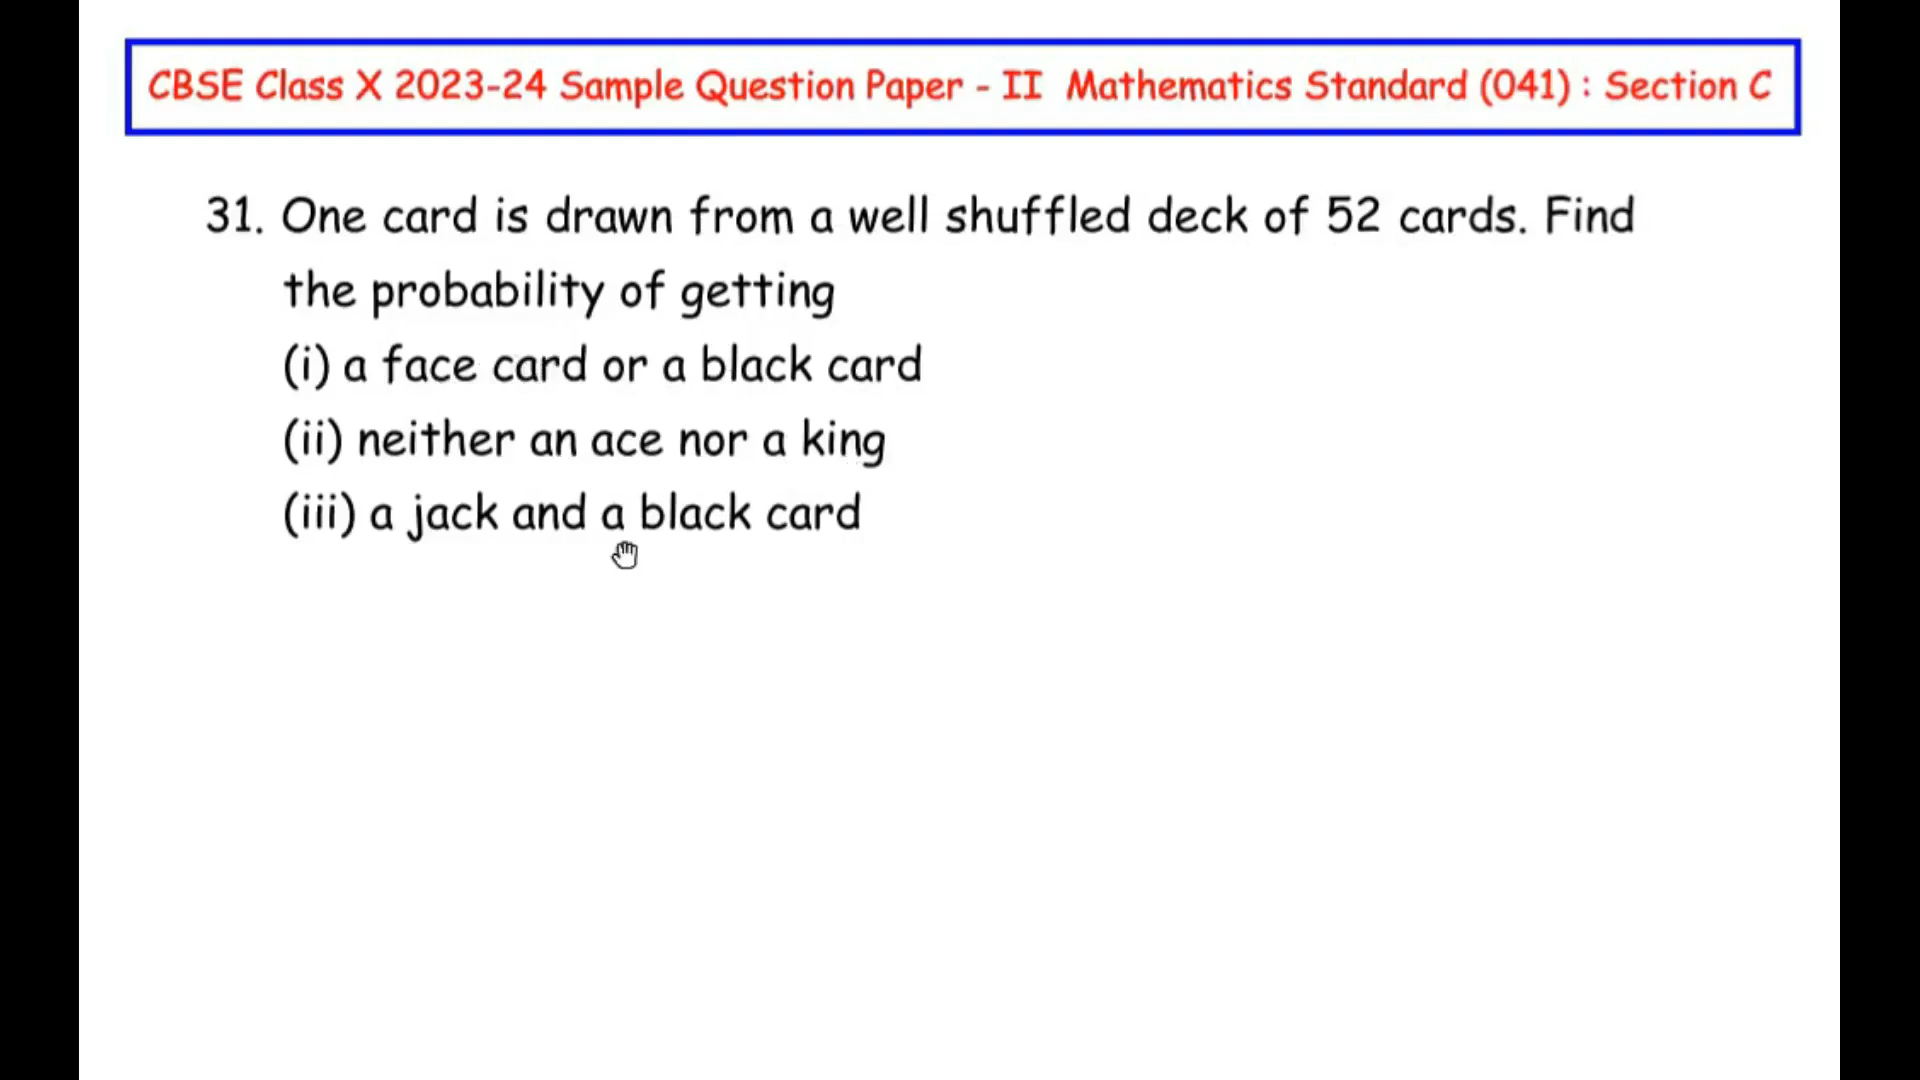 CBSE Class X 2023-24 Sample Question Paper - II Mathematics Standard (041) : Section C
31. One card is drawn from a well shuffled deck of 52 cards. Find
the probability of getting
(i) a face card or a black card
(ii) neither an ace nor a king
(iii) a jack and a black card